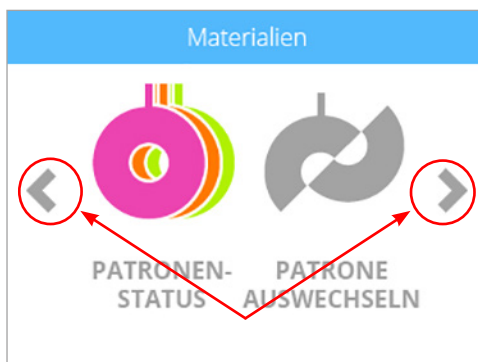 Materialien
PATRONEN-
STATUS
PATRONE
AUSWECHSELN